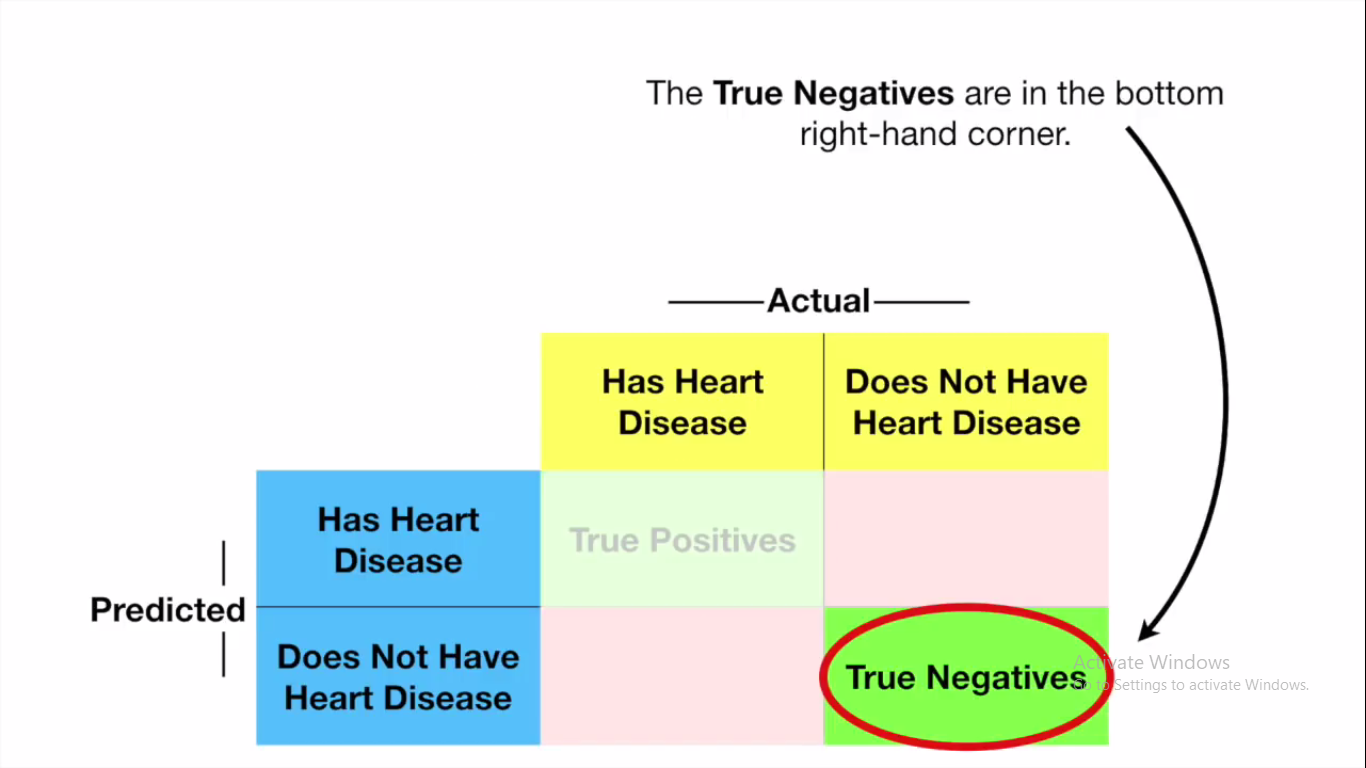 The True Negatives are in the bottom
right-hand corner.
Actual
Has Heart
Disease
Does Not Have
Heart Disease
Has Heart
Disease
True Positives
Predicted
Does Not Have
Heart Disease
True Negatives
Activate Windows
Go to Settings to activate Windows.